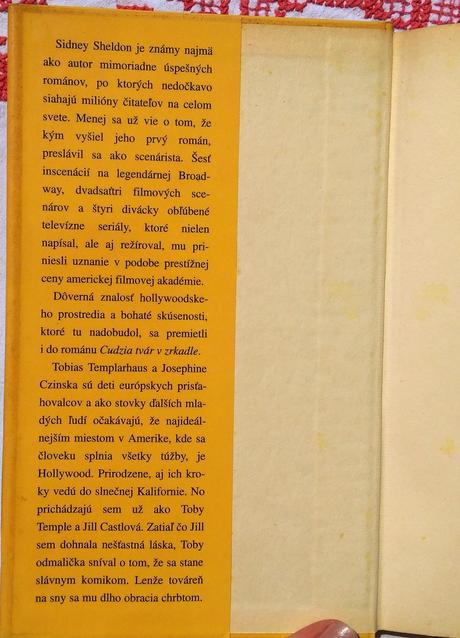 Sidney Sheldon je známy najmä
ako autor mimoriadne úspešných
románov, po ktorých nedočkavo
siahajú milióny čitateľov na celom
svete. Menej sa už vie o tom, že
kým vyšiel jeho prvý román,
preslávil sa ako scenárista. Šesť
inscenácií na legendárnej Broad-
way, dvadsaťtri filmových sce-
nárov a štyri divácky obľúbené
televízne seriály, ktoré nielen
napísal, ale aj režíroval, mu pri-
niesli uznanie v podobe prestížnej
ceny americkej filmovej akadémie.
Dôverná znalosť hollywoodske-
ho prostredia a bohaté skúsenosti,
ktoré tu nadobudol, sa premietli
i do románu Cudzia tvár v zrkadle.
Tobias Templarhaus a Josephine
Czinska sú deti európskych prisťa-
hovalcov a ako stovky ďalších mla-
dých ľudí očakávajú, že najideál-
nejším miestom v Amerike, kde sa
človeku splnia všetky túžby, je
Hollywood. Prirodzene, aj ich kro-
ky vedú do slnečnej Kalifornie. No
prichádzajú sem už ako Toby
Temple a Jill Castlová. Zatiaľ čo Jill
sem dohnala nešťastná láska, Toby
odmalička sníval o tom, že sa stane
slávnym komikom. Lenže továreň
na sny sa mu dlho obracia chrbtom.